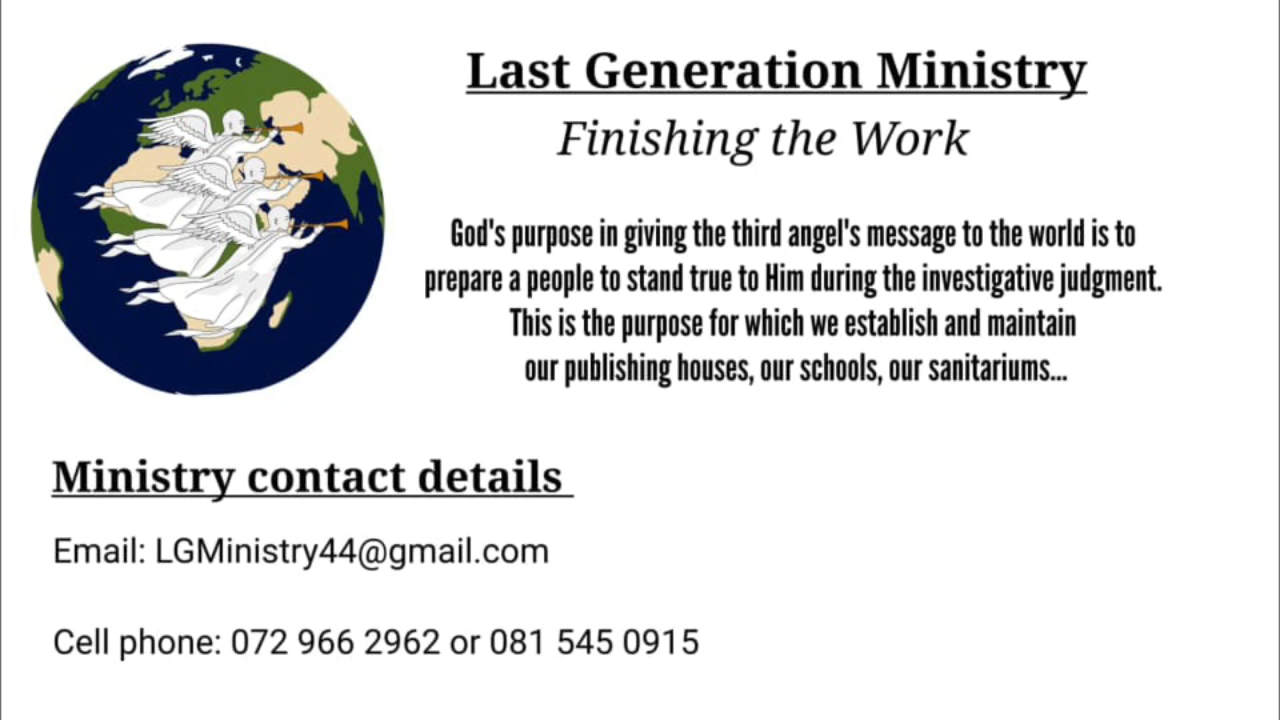 Last Generation Ministry
Finishing the Work
God's purpose in giving the third angel's message to the world is to
prepare a people to stand true to Him during the investigative judgment.
This is the purpose for which we establish and maintain
our publishing houses, our schools, our sanitariums...
Ministry contact details
Email: LGMinistry44@gmail.com
Cell phone: 072 966 2962 or 081 545 0915